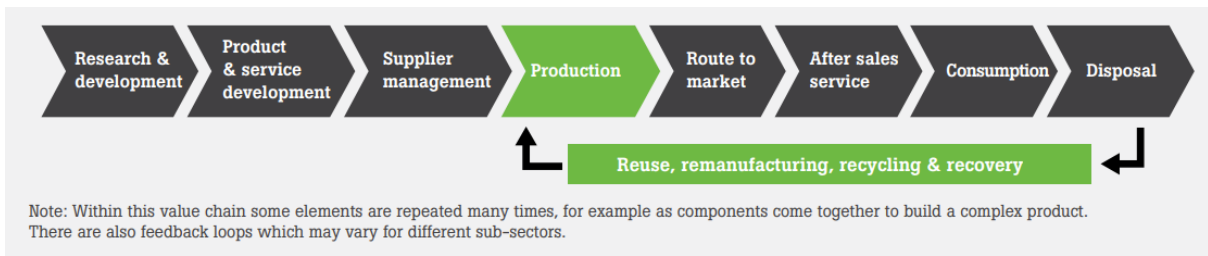 Research &
development
Product
& service
development
Supplier
management
Production
Route to
market
After sales
service
Consumption
Disposal
Reuse, remanufacturing, recycling & recovery
Note: Within this value chain some elements are repeated many times, for example as components come together to build a complex product.
There are also feedback loops which may vary for different sub-sectors.